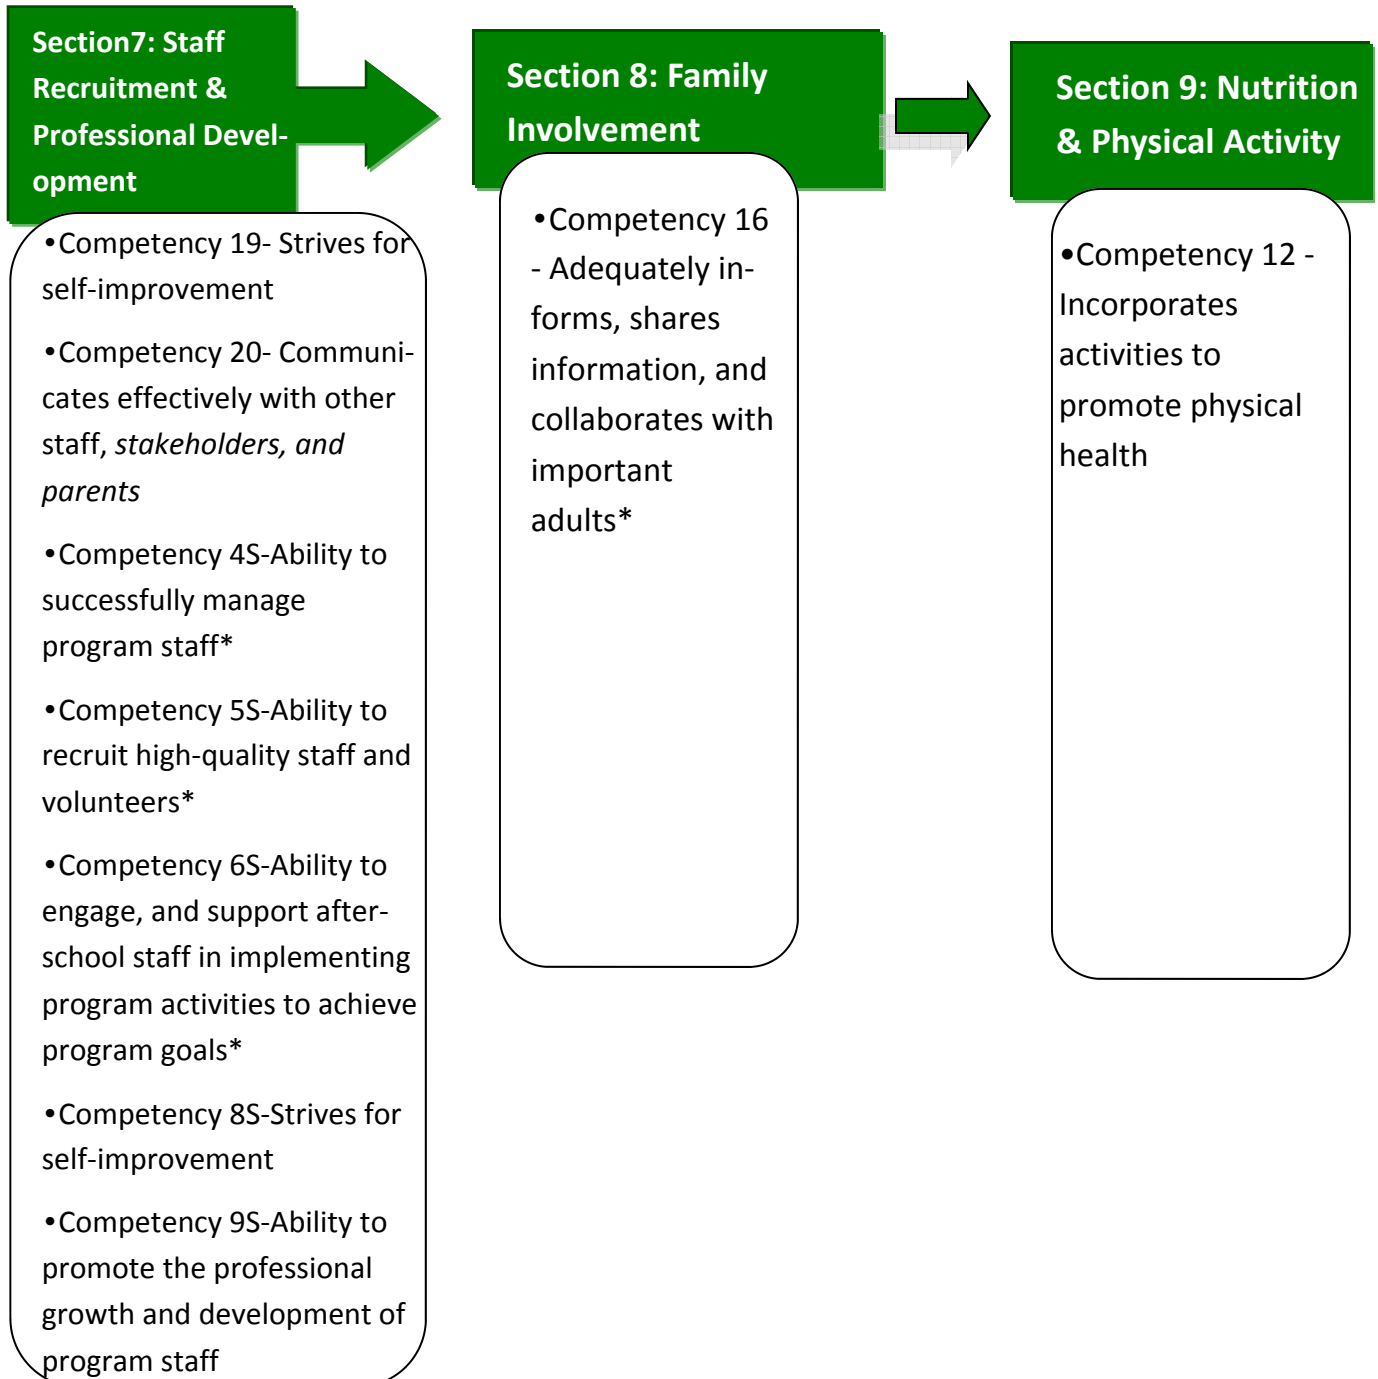 Section7: Staff
Recruitment &
Professional Devel-
opment
•Competency 19- Strives for
self-improvement
•Competency 20- Communi-
cates effectively with other
staff, stakeholders, and
parents
•Competency 4S-Ability to
successfully manage
program staff*
•Competency 5S-Ability to
recruit high-quality staff and
volunteers*
•Competency 6S-Ability to
engage, and support after-
school staff in implementing
program activities to achieve
program goals*
•Competency 8S-Strives for
self-improvement
•Competency 9S-Ability to
promote the professional
growth and development of
program staff
Section 8: Family
Involvement
•Competency 16
- Adequately in-
forms, shares
information, and
collaborates with
important
adults*
Section 9: Nutrition
& Physical Activity
•Competency 12 -
Incorporates
activities to
promote physical
health